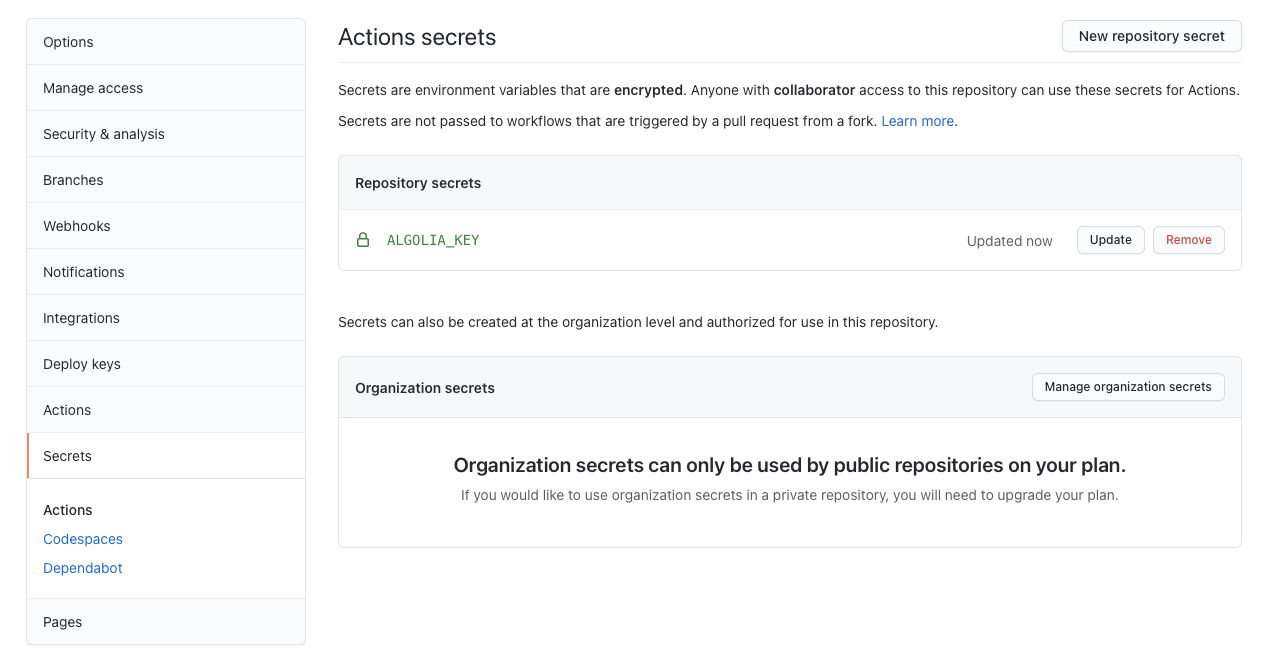 Options
Manage access
Security & analysis
Branches
Webhooks
Notifications
Integrations
Deploy keys
Actions
Secrets
Actions
Codespaces
Dependabot
Pages
Actions secrets
New repository secret
Secrets are environment variables that are encrypted. Anyone with collaborator access to this repository can use these secrets for Actions.
Secrets are not passed to workflows that are triggered by a pull request from a fork. Learn more.
Repository secrets
ALGOLIA_KEY
Updated now
Update
Remove
Secrets can also be created at the organization level and authorized for use in this repository.
Organization secrets
Manage organization secrets
Organization secrets can only be used by public repositories on your plan.
If you would like to use organization secrets in a private repository, you will need to upgrade your plan.